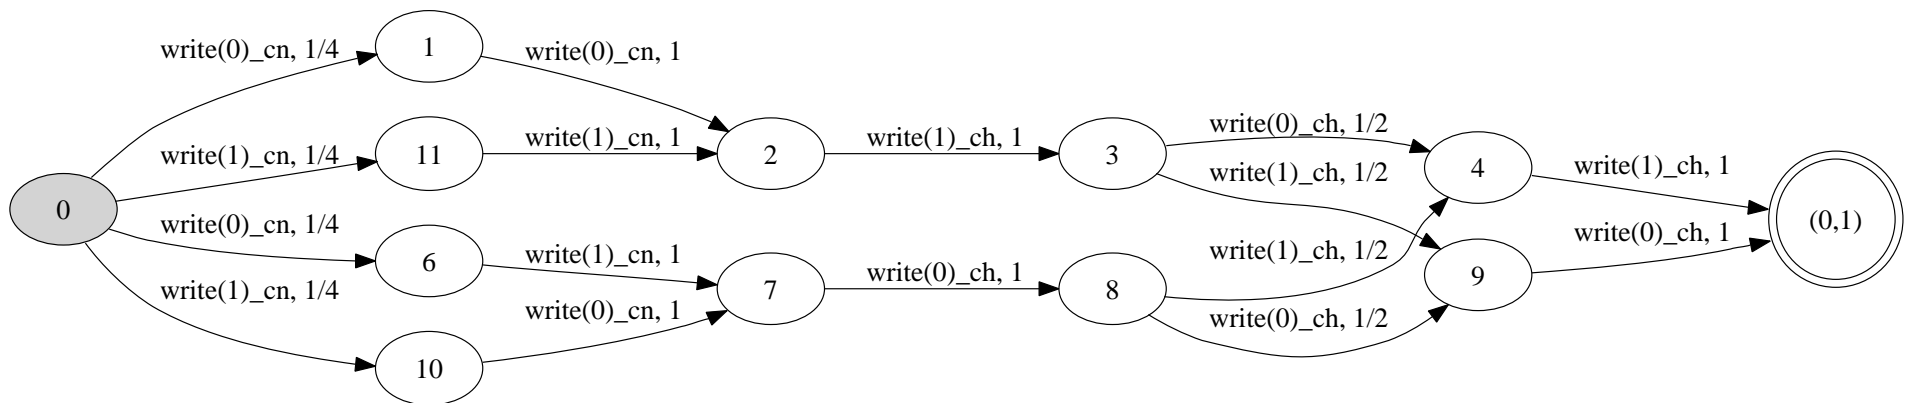 write(0)_cn, 1/4
1
write(0)_cn, 1
write(1)_cn, 1/4
11
write(1)_cn, 1
2
write(1)_ch, 1
3
write(0)_ch, 1/2
write(1)_ch, 1/2
4
write(1)_ch, 1
0
write(0)_cn, 1/4
6
write(1)_cn, 1
7
write(0)_ch, 1
8
write(1)_ch, 1/2
write(0)_ch, 1/2
9
write(0)_ch, 1
(0,1)
write(1)_cn, 1/4
10
write(0)_cn, 1